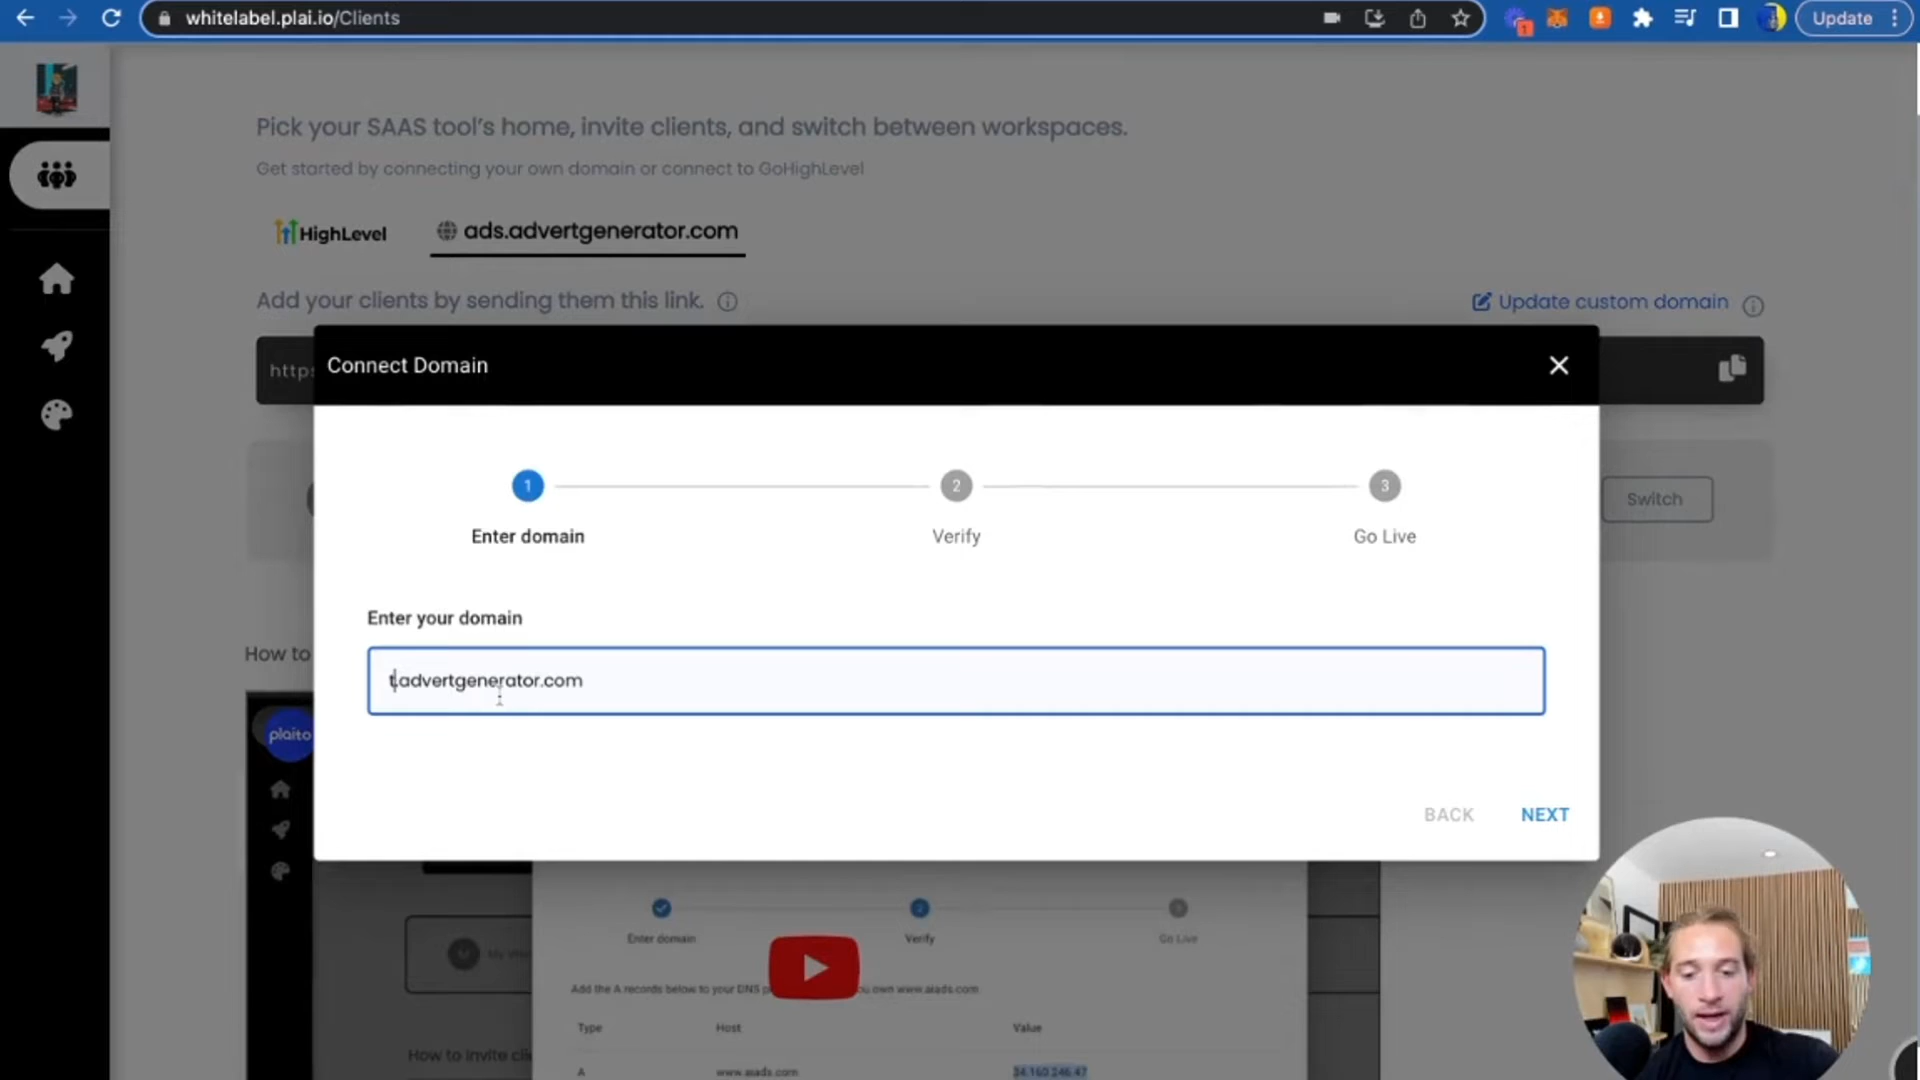 whitelabel.plai.io/Clients
1
Update
Pick your SAAS tool's home, invite clients, and switch between workspaces.
Get started by connecting your own domain or connect to GoHighLevel
HighLevel
ads.advertgenerator.com
Add your clients by sending them this link.
Update custom domain
https
Connect Domain
1
2
3
Switch
Enter domain
Verify
Go Live
Enter your domain
How to
t.advertgenerator.com
plaito
BACK
NEXT
Enter domain
Verify
Go Live
Add the A records below to your DNS
own www.aiads.com
Type
Host
Value
How to invite
A
www.aiads.com
34.160.246.47